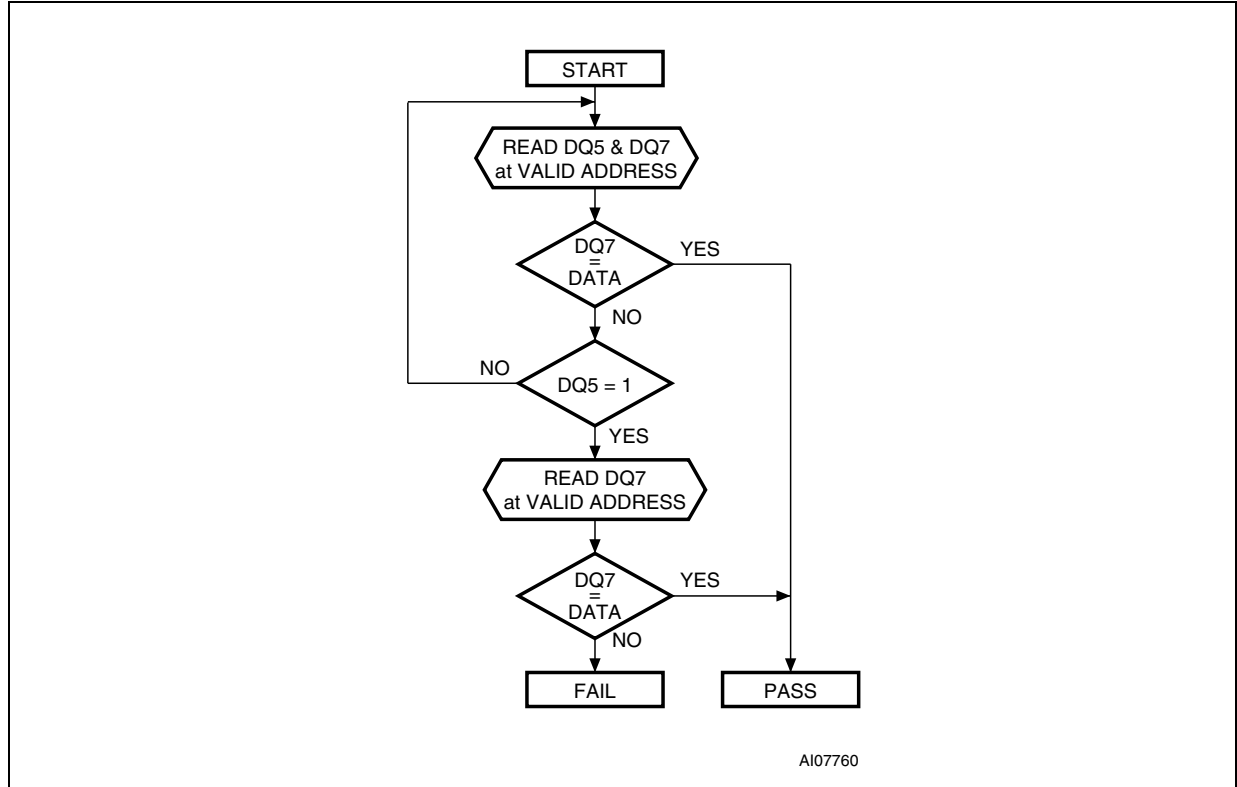 START
READ DQ5 & DQ7
at VALID ADDRESS
DQ7
=
DATA
YES
NO
DQ5 = 1
NO
YES
READ DQ7
at VALID ADDRESS
DQ7
=
DATA
YES
NO
FAIL
PASS
AI07760